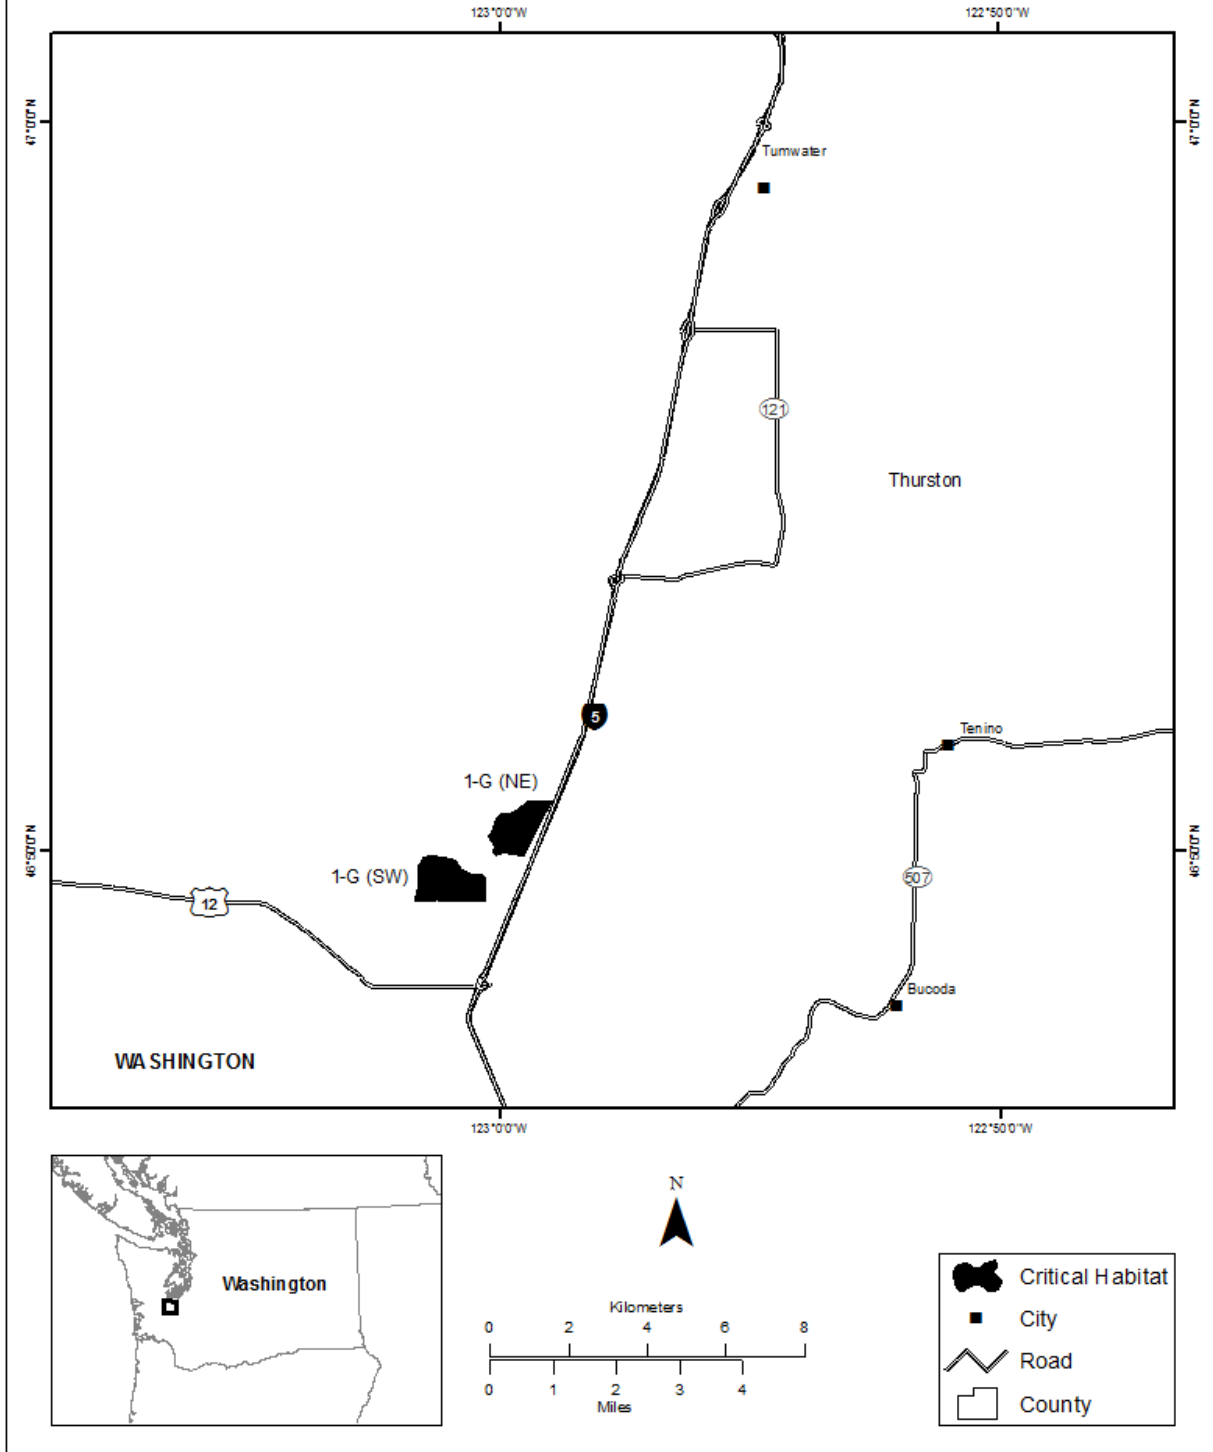 123°0'0"W 122°50'0"W
47°0'0"N 47°0'0"N
Tumwater
121
Thurston
5
Tenino
1-G (NE)
46°50'0"N 46°50'0"N
1-G (SW)
507
12
Bucoda
WASHINGTON
123°0'0"W 122°50'0"W
N
Washington
Kilometers
0 2 4 6 8
0 1 2 3 4
Miles
Critical Habitat
City
Road
County